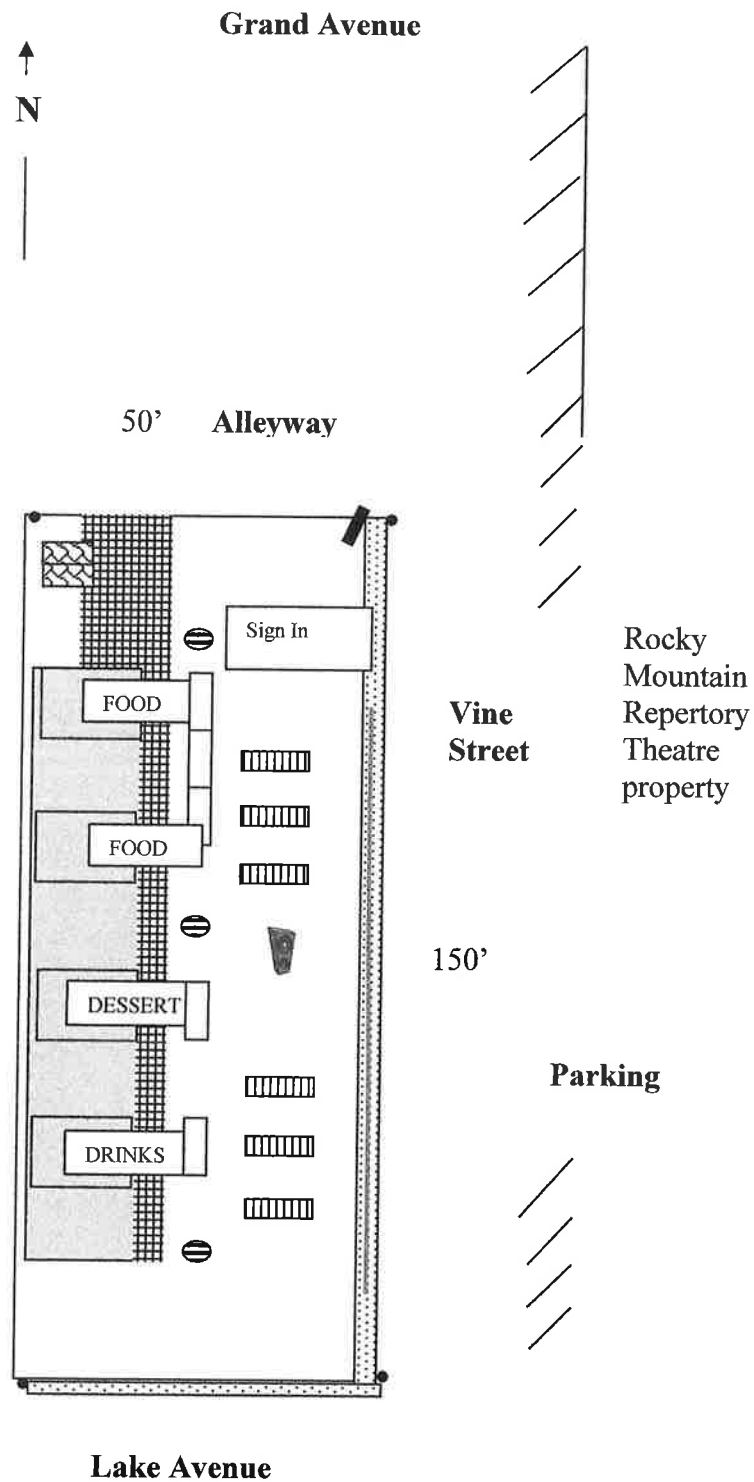 Grand Avenue
N
50’ Alleyway
Sign In
FOOD
Vine
Street
Rocky
Mountain
Repertory
Theatre
property
FOOD
150’
DESSERT
Parking
DRINKS
Lake Avenue